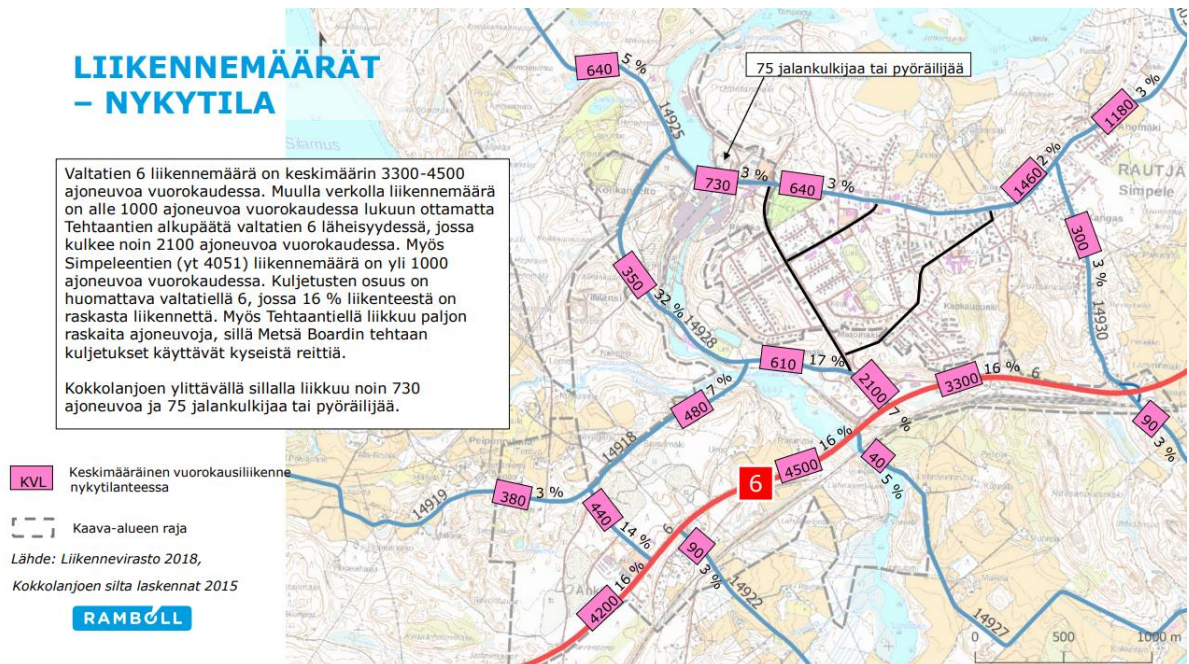 LIIKENNEMÄÄRÄT
– NYKYTILA
Valtatien 6 liikennemäärä on keskimäärin 3300-4500
ajoneuvoa vuorokaudessa. Muulla verkolla liikennemäärä
on alle 1000 ajoneuvoa vuorokaudessa lukuun ottamatta
Tehtaantien alkupäätä valtatien 6 läheisyydessä, jossa
kulkee noin 2100 ajoneuvoa vuorokaudessa. Myös
Simpeleentien (yt 4051) liikennemäärä on yli 1000
ajoneuvoa vuorokaudessa. Kuljetusten osuus on
huomattava valtatiellä 6, jossa 16 % liikenteestä on
raskasta liikennettä. Myös Tehtaantiellä liikkuu paljon
raskaita ajoneuvoja, sillä Metsä Boardin tehtaan
kuljetukset käyttävät kyseistä reittiä.
Kokkolanjoen ylittävällä sillalla liikkuu noin 730
ajoneuvoa ja 75 jalankulkijaa tai pyöräilijää.
KVL
Keskimääräinen vuorokausiliikenne
nykytilanteessa
Kaava-alueen raja
Lähde: Liikennevirasto 2018,
Kokkolanjoen silta laskennat 2015
RAMBOLL
75 jalankulkijaa tai pyöräilijää
640
5 %
14925
730
3 %
640
3 %
1460
2 %
1180
3 %
Änomäki
RAUTJÄ
Simpele
Kangas
300
3 %
14930
350
32 %
14928
610
17 %
2100
7 %
3300
16 %
6
90
3 %
480
7 %
14918
4500
16 %
6
40
5 %
14919
380
3 %
440
14 %
6
4200
16 %
90
3 %
14922
14927
Silamus
0
500
1000 m